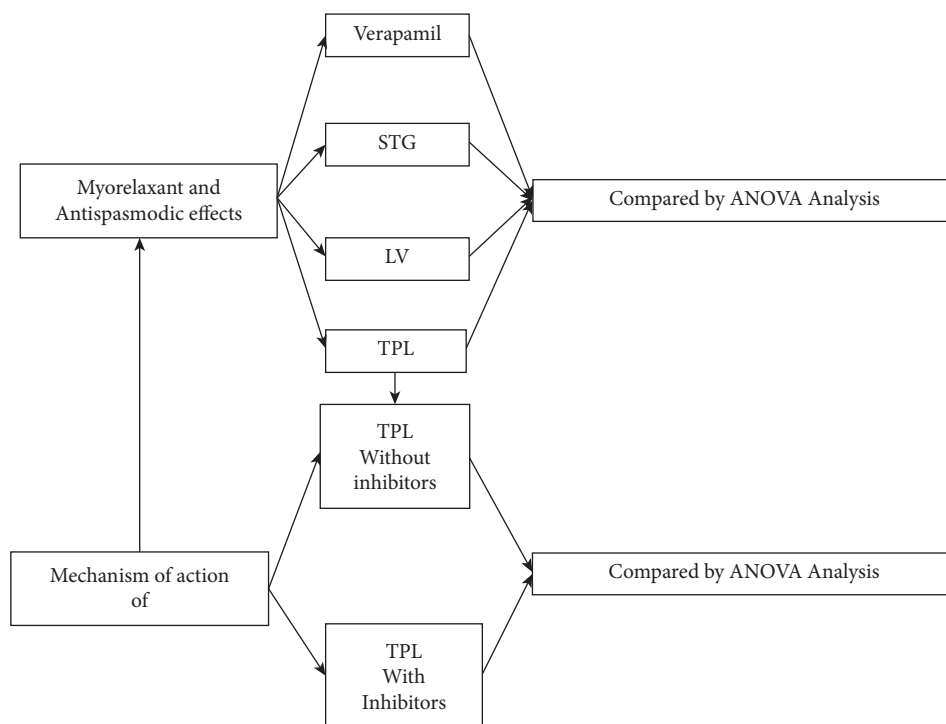 Verapamil
STG
Myorelaxant and
Antispasmodic effects
Compared by ANOVA Analysis
LV
TPL
TPL
Without
inhibitors
Mechanism of action
of
Compared by ANOVA Analysis
TPL
With
Inhibitors